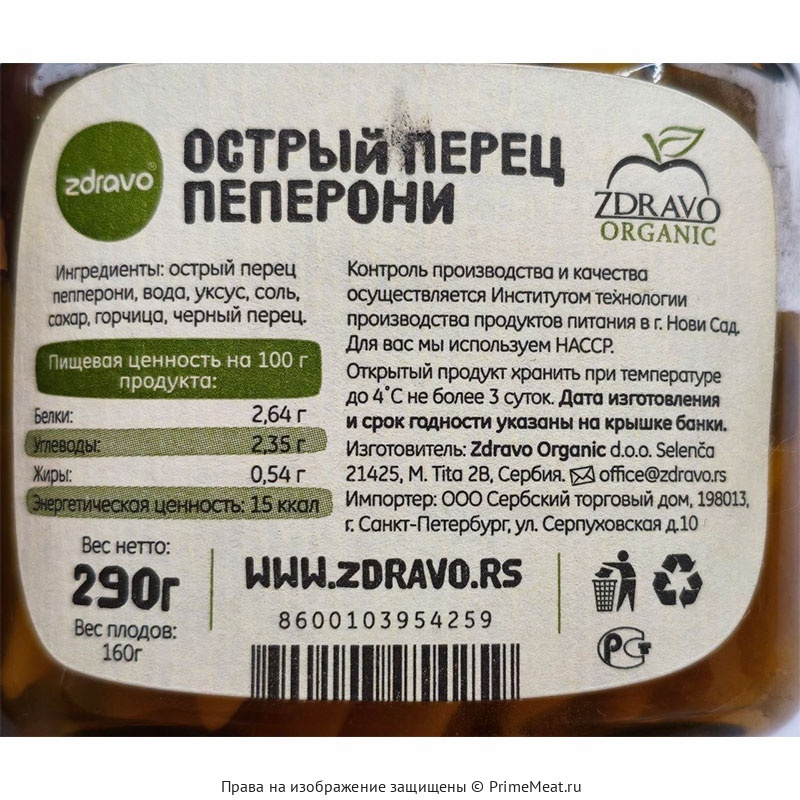 zdravo®
ОСТРЫЙ ПЕРЕЦ
ПЕПЕРОНИ
ZDRAVO
ORGANIC
Ингредиенты: острый перец
пепперони, вода, уксус, соль,
сахар, горчица, черный перец.
Пищевая ценность на 100 г
продукта:
Белки: 2,64 г
Углеводы: 2,35 г
Жиры: 0,54 г
Энергетическая ценность: 15 ккал
Контроль производства и качества
осуществляется Институтом технологии
производства продуктов питания в г. Нови Сад.
Для вас мы используем HACCP.
Открытый продукт хранить при температуре
до 4˚С не более 3 суток. Дата изготовления
и срок годности указаны на крышке банки.
Изготовитель: Zdravo Organic d.o.o. Selenča
21425, M. Tita 2B, Сербия. office@zdravo.rs
Импортер: ООО Сербский торговый дом, 198013,
г. Санкт-Петербург, ул. Серпуховская д.10
Вес нетто:
290г
Вес плодов:
160г
WWW.ZDRAVO.RS
8600103954259
РСТ
Права на изображение защищены © PrimeMeat.ru